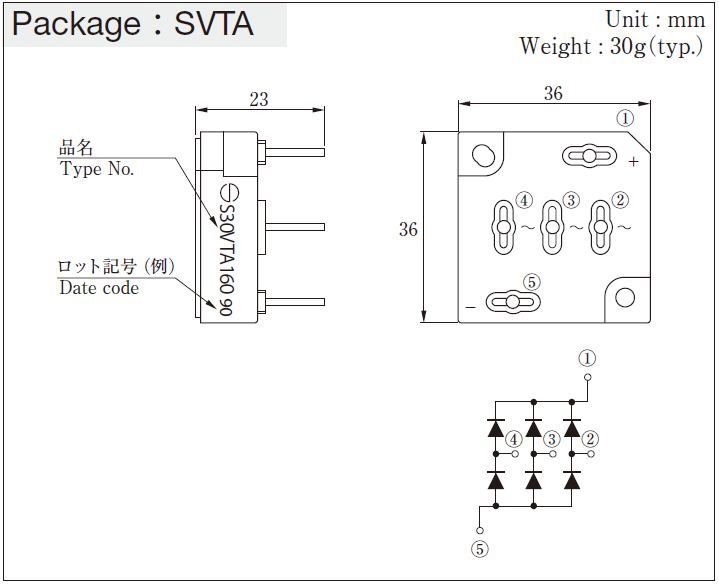 Package：SVTA
Unit : mm
Weight : 30g(typ.)
23
36
①
品名
Type No.
+
④
③
②
S30VTA160 90
36
~
~
~
ロット記号 (例)
Date code
⑤
−
①
④
③
②
⑤